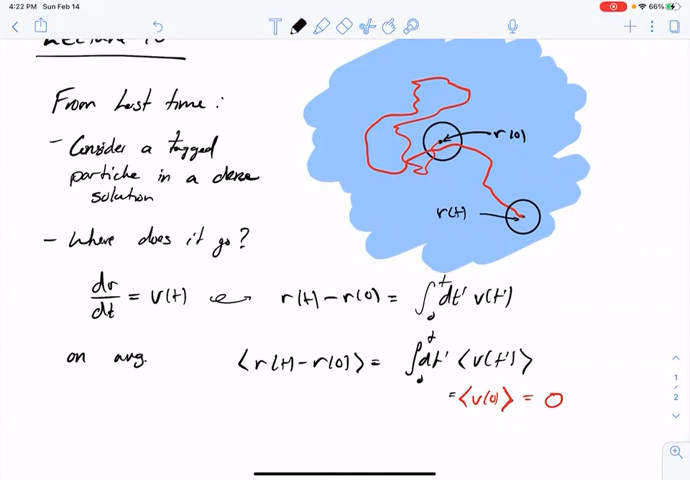 4:22 PM Sun Feb 14
66%
From last time:
- Consider a tagged
particle in a dense
solution
r(0)
r(t)
- Where does it go?
dr/dt = v(t) r(t) - r(0) = ∫₀ᵗ dt' v(t')
on avg. ⟨r(t) - r(0)⟩ = ∫₀ᵗ dt' ⟨v(t')⟩
= ⟨v(0)⟩ = 0
1
/
2